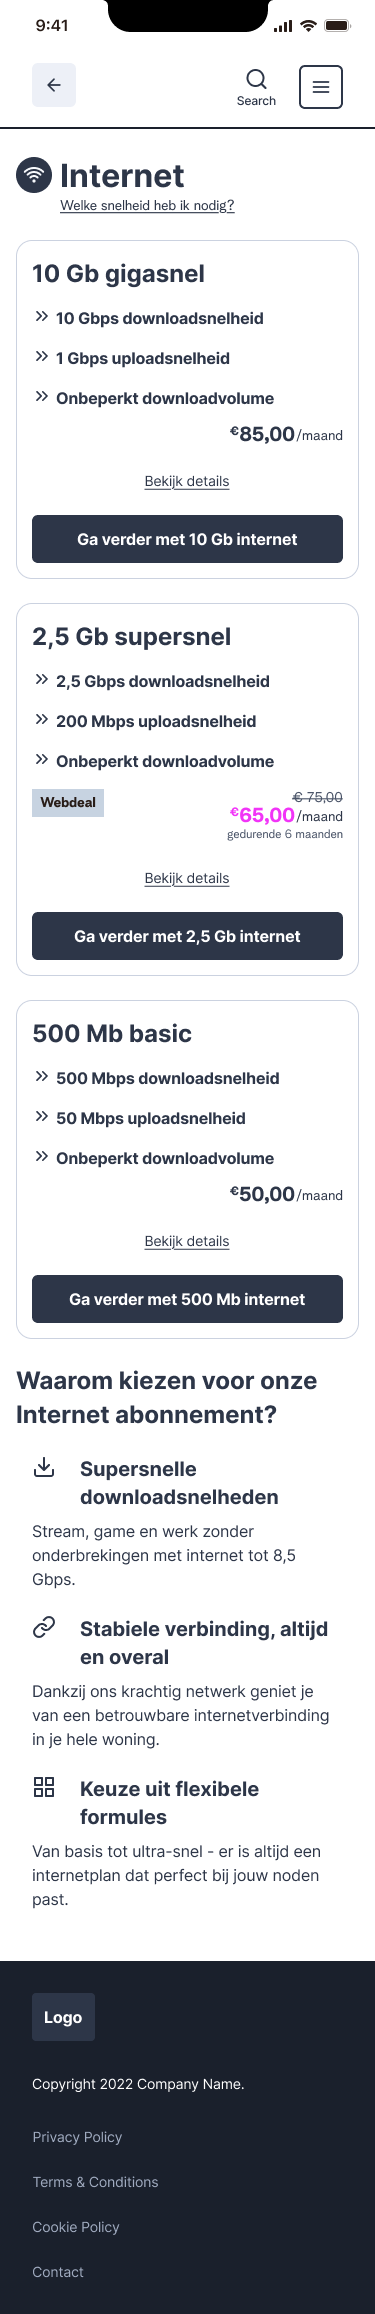 9:41
Search
Internet
Welke snelheid heb ik nodig?
10 Gb gigasnel
10 Gbps downloadsnelheid
1 Gbps uploadsnelheid
Onbeperkt downloadvolume
€85,00/maand
Bekijk details
Ga verder met 10 Gb internet
2,5 Gb supersnel
2,5 Gbps downloadsnelheid
200 Mbps uploadsnelheid
Onbeperkt downloadvolume
Webdeal
€ 75,00
€65,00/maand
gedurende 6 maanden
Bekijk details
Ga verder met 2,5 Gb internet
500 Mb basic
500 Mbps downloadsnelheid
50 Mbps uploadsnelheid
Onbeperkt downloadvolume
€50,00/maand
Bekijk details
Ga verder met 500 Mb internet
Waarom kiezen voor onze
Internet abonnement?
Supersnelle
downloadsnelheden
Stream, game en werk zonder
onderbrekingen met internet tot 8,5
Gbps.
Stabiele verbinding, altijd
en overal
Dankzij ons krachtig netwerk geniet je
van een betrouwbare internetverbinding
in je hele woning.
Keuze uit flexibele
formules
Van basis tot ultra-snel - er is altijd een
internetplan dat perfect bij jouw noden
past.
Logo
Copyright 2022 Company Name.
Privacy Policy
Terms & Conditions
Cookie Policy
Contact